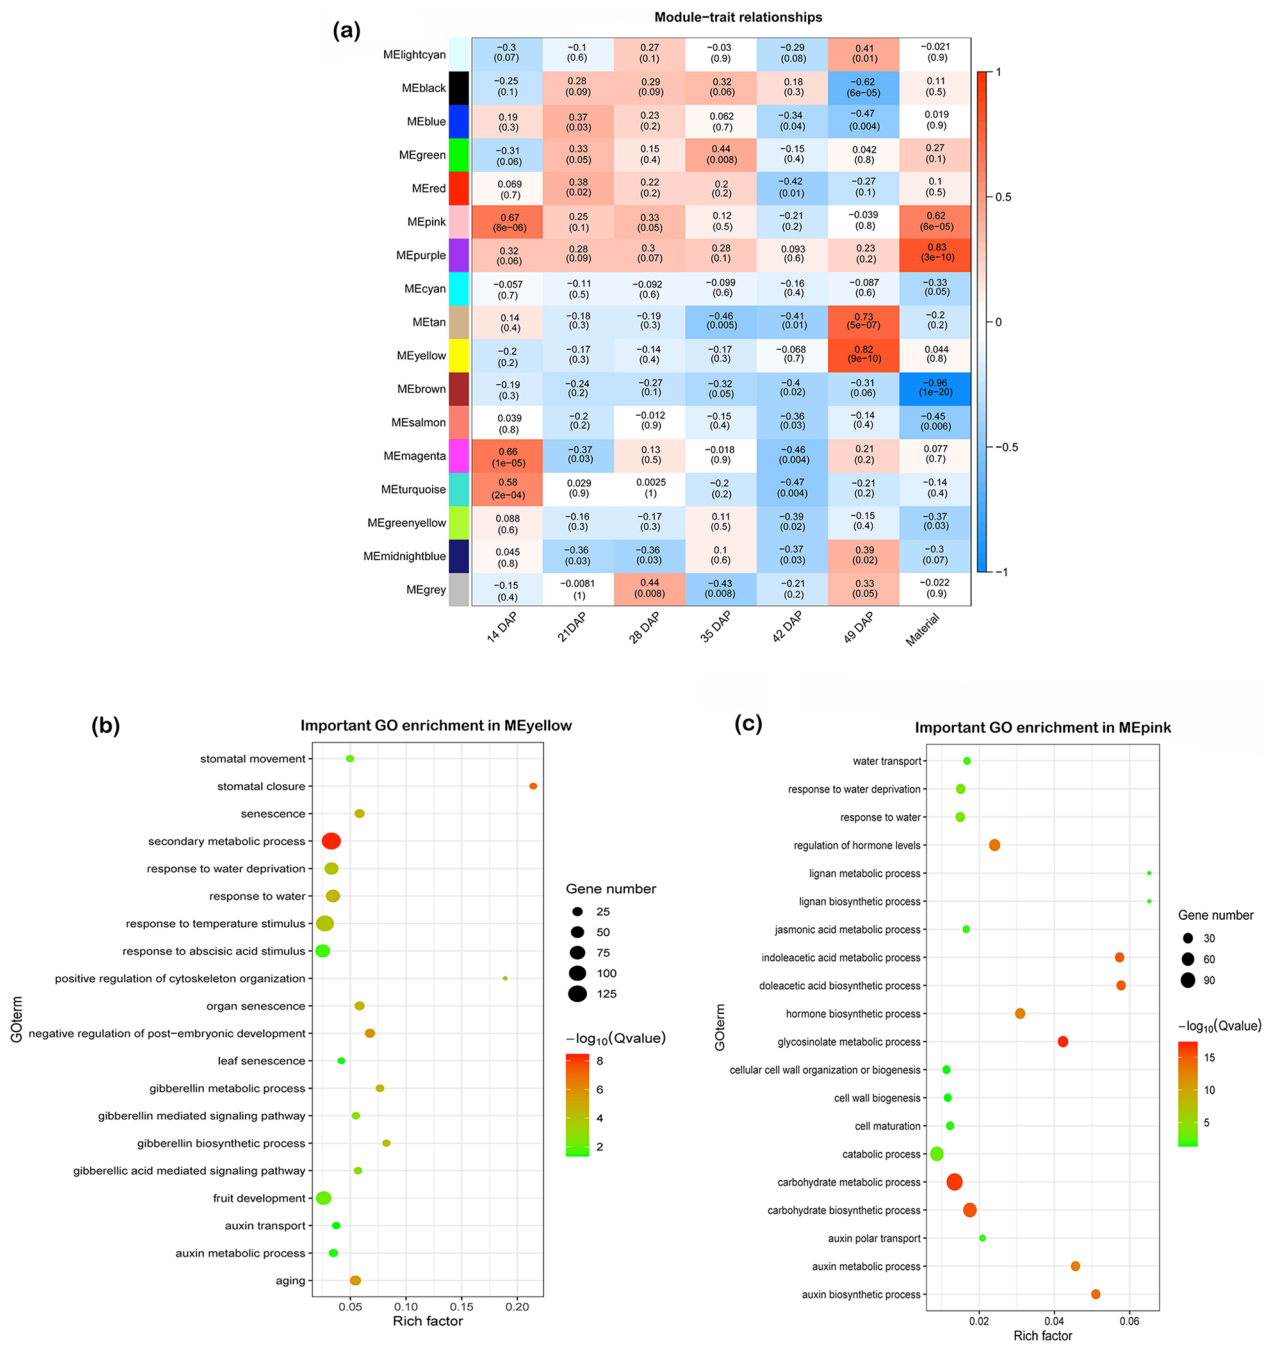 (a)
Module−trait relationships
MElightcyan −0.3 −0.1 0.27 −0.03 −0.29 0.41 −0.021
(0.07) (0.6) (0.1) (0.9) (0.08) (0.01) (0.9)
MEblack −0.25 0.28 0.29 0.32 0.18 −0.62 0.11
(0.1) (0.09) (0.09) (0.06) (0.3) (6e−05) (0.5)
MEblue 0.19 0.37 0.23 0.062 −0.34 −0.47 0.019
(0.3) (0.03) (0.2) (0.7) (0.04) (0.004) (0.9)
MEgreen −0.31 0.33 0.15 0.44 −0.15 0.042 0.27
(0.06) (0.05) (0.4) (0.008) (0.4) (0.8) (0.1)
MEred 0.069 0.38 0.22 0.2 −0.42 −0.27 0.1
(0.7) (0.02) (0.2) (0.2) (0.01) (0.1) (0.5)
MEpink 0.67 0.25 0.33 0.12 −0.21 −0.039 0.62
(8e−06) (0.1) (0.05) (0.5) (0.2) (0.8) (6e−05)
MEpurple 0.32 0.28 0.3 0.28 0.093 0.23 0.83
(0.06) (0.09) (0.07) (0.1) (0.6) (0.2) (3e−10)
MEcyan −0.057 −0.11 −0.092 −0.099 −0.16 −0.087 −0.33
(0.7) (0.5) (0.6) (0.6) (0.4) (0.6) (0.05)
MEtan 0.14 −0.18 −0.19 −0.46 −0.41 0.73 −0.2
(0.4) (0.3) (0.3) (0.005) (0.01) (5e−07) (0.2)
MEyellow −0.2 −0.17 −0.14 −0.17 −0.068 0.82 0.044
(0.2) (0.3) (0.4) (0.3) (0.7) (9e−10) (0.8)
MEbrown −0.19 −0.24 −0.27 −0.32 −0.4 −0.31 −0.96
(0.3) (0.2) (0.1) (0.05) (0.02) (0.06) (1e−20)
MEsalmon 0.039 −0.2 −0.012 −0.15 −0.36 −0.14 −0.45
(0.8) (0.2) (0.9) (0.4) (0.03) (0.4) (0.006)
MEmagenta 0.66 −0.37 0.13 −0.018 −0.46 0.21 0.077
(1e−05) (0.03) (0.5) (0.9) (0.004) (0.2) (0.7)
MEturquoise 0.58 0.029 0.0025 −0.2 −0.47 −0.21 −0.14
(2e−04) (0.9) (1) (0.2) (0.004) (0.2) (0.4)
MEgreenyellow 0.088 −0.16 −0.17 0.11 −0.39 −0.15 −0.37
(0.6) (0.3) (0.3) (0.5) (0.02) (0.4) (0.03)
MEmidnightblue 0.045 −0.36 −0.36 0.1 −0.37 0.39 −0.3
(0.8) (0.03) (0.03) (0.6) (0.03) (0.02) (0.07)
MEgrey −0.15 −0.0081 0.44 −0.43 −0.21 0.33 −0.022
(0.4) (1) (0.008) (0.008) (0.2) (0.05) (0.9)
14 DAP 21DAP 28 DAP 35 DAP 42 DAP 49 DAP Material
1
0.5
0
−0.5
−1
(b)
Important GO enrichment in MEyellow
GOterm
stomatal movement
stomatal closure
senescence
secondary metabolic process
response to water deprivation
response to water
response to temperature stimulus
response to abscisic acid stimulus
positive regulation of cytoskeleton organization
organ senescence
negative regulation of post−embryonic development
leaf senescence
gibberellin metabolic process
gibberellin mediated signaling pathway
gibberellin biosynthetic process
gibberellic acid mediated signaling pathway
fruit development
auxin transport
auxin metabolic process
aging
0.05 0.10 0.15 0.20
Rich factor
Gene number
25
50
75
100
125
−log10(Qvalue)
8
6
4
2
(c)
Important GO enrichment in MEpink
GOterm
water transport
response to water deprivation
response to water
regulation of hormone levels
lignan metabolic process
lignan biosynthetic process
jasmonic acid metabolic process
indoleacetic acid metabolic process
doleacetic acid biosynthetic process
hormone biosynthetic process
glycosinolate metabolic process
cellular cell wall organization or biogenesis
cell wall biogenesis
cell maturation
catabolic process
carbohydrate metabolic process
carbohydrate biosynthetic process
auxin polar transport
auxin metabolic process
auxin biosynthetic process
0.02 0.04 0.06
Rich factor
Gene number
30
60
90
−log10(Qvalue)
15
10
5